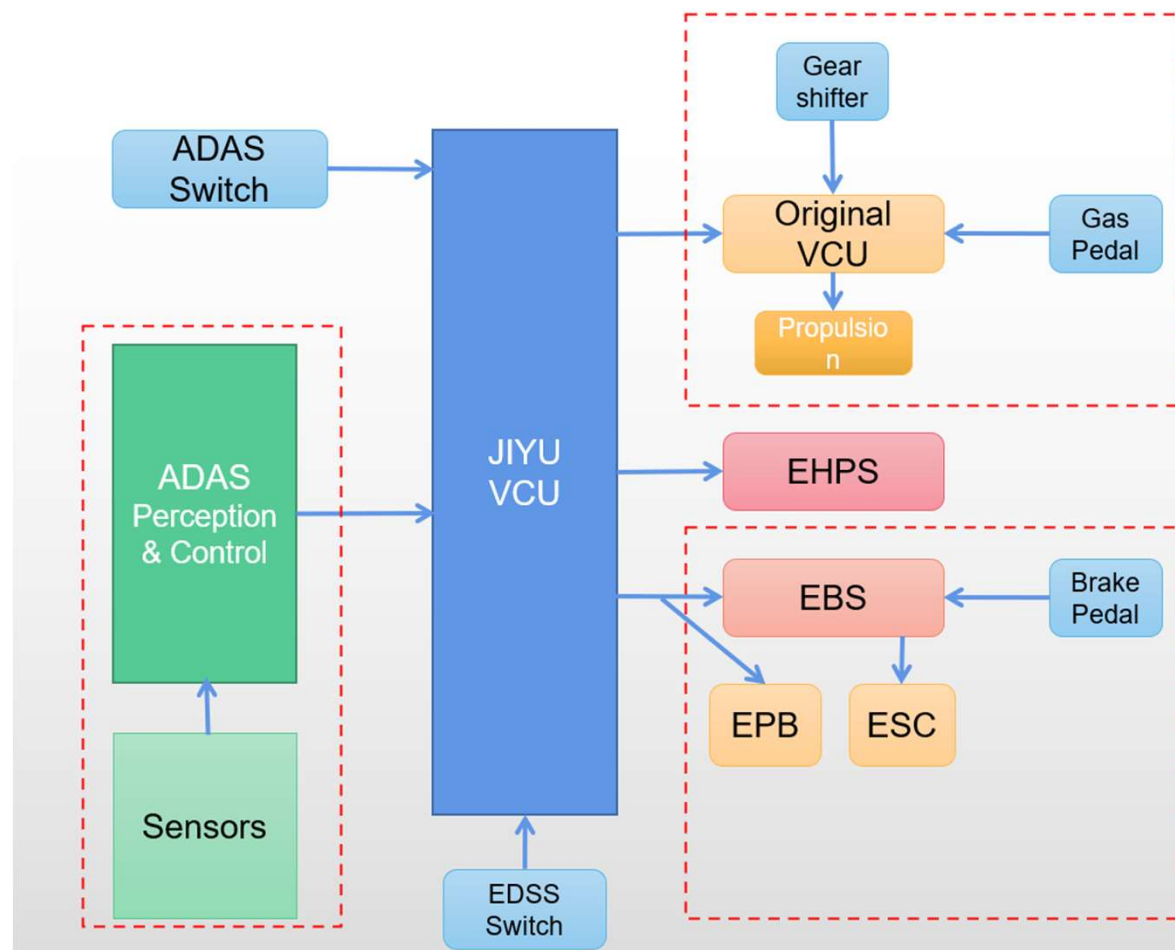 Gear
shifter
ADAS
Switch
Original
VCU
Gas
Pedal
Propulsio
n
ADAS
Perception
& Control
JIYU
VCU
EHPS
EBS
Brake
Pedal
EPB
ESC
Sensors
EDSS
Switch